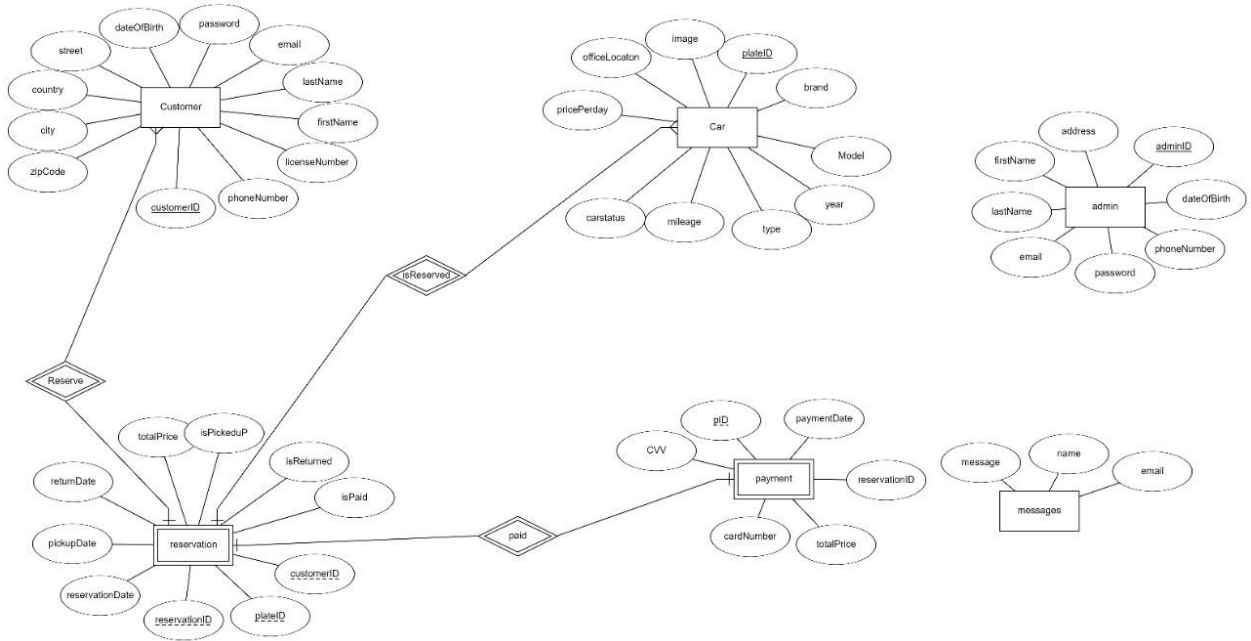 dateOfBirth
password
street
email
country
lastName
Customer
city
firstName
zipCode
licenseNumber
customerID
phoneNumber
image
officeLocaton
plateID
brand
pricePerday
Car
Model
carstatus
mileage
type
year
address
adminID
firstName
dateOfBirth
lastName
admin
email
phoneNumber
password
isReserved
Reserve
totalPrice
isPickeduP
isReturned
returnDate
isPaid
pickupDate
reservation
customerID
reservationDate
reservationID
plateID
paid
pID
paymentDate
CVV
payment
reservationID
cardNumber
totalPrice
message
name
email
messages